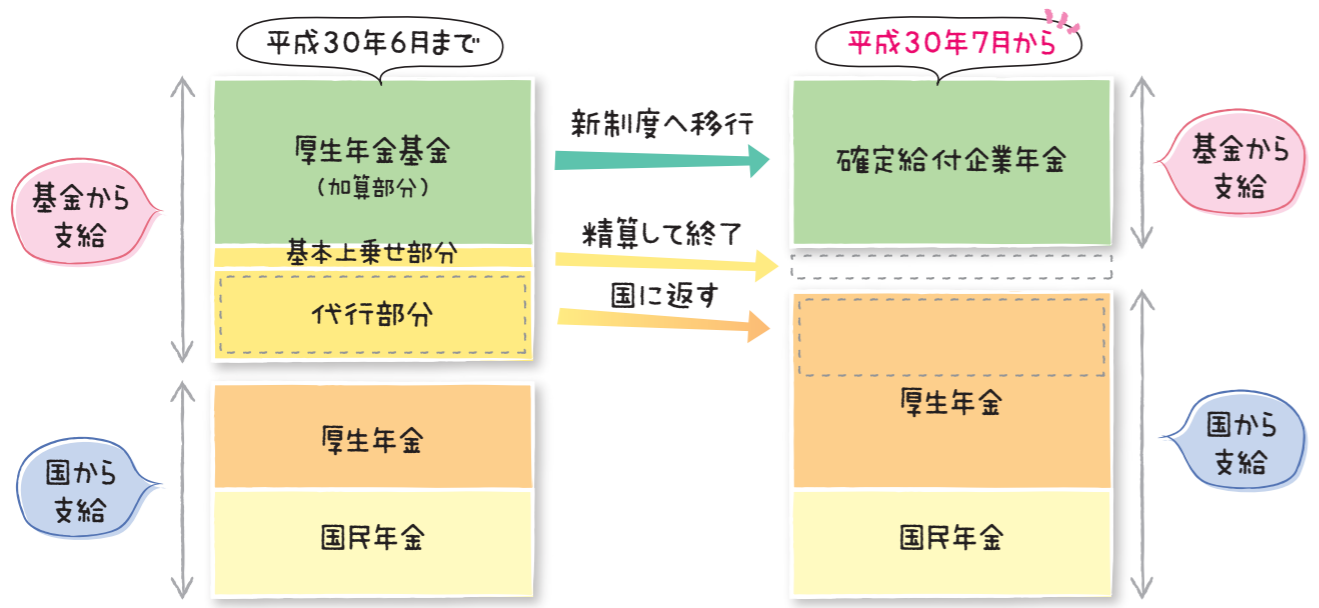 平成30年6月まで
平成30年7月から
厚生年金基金
(加算部分)
新制度へ移行
確定給付企業年金
基金から
支給
基金から
支給
基本上乗せ部分
精算して終了
代行部分
国に返す
厚生年金
厚生年金
国から
支給
国から
支給
国民年金
国民年金